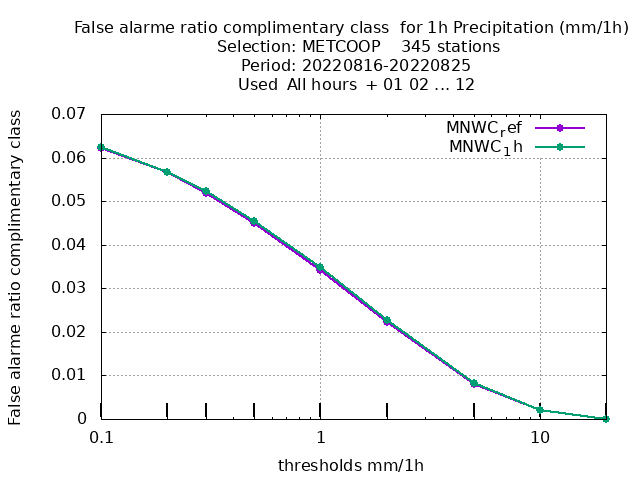 False alarme ratio complimentary class  for 1h Precipitation (mm/1h)
Selection: METCOOP    345 stations
Period: 20220816-20220825
Used  All hours  + 01 02 ... 12
False alarme ratio complimentary class
0.07
0.06
0.05
0.04
0.03
0.02
0.01
0
MNWCref
MNWC1h
0.1
1
10
thresholds mm/1h